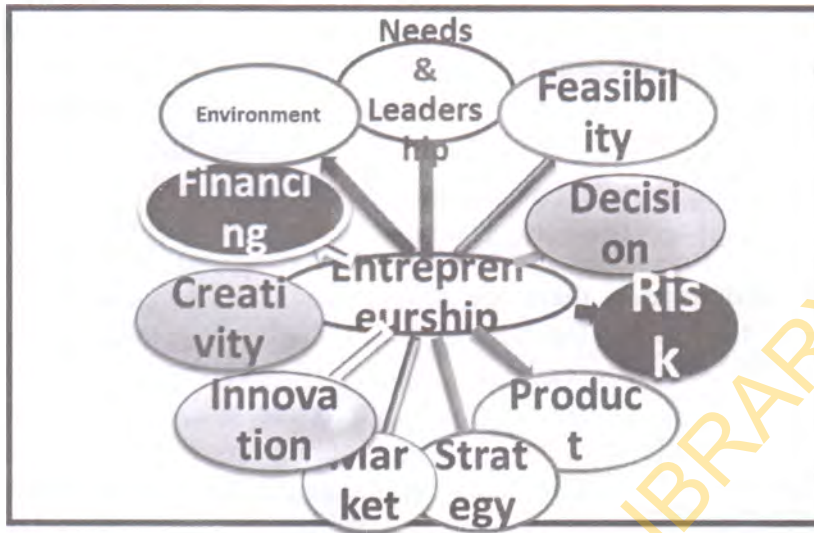 Needs
&
Leaders
hip
Environment
Feasibil
ity
Financi
ng
Decisi
on
Entrepren
eurship
Creati
vity
Ris
k
Innova
tion
Produc
t
Mar
ket
Strat
egy